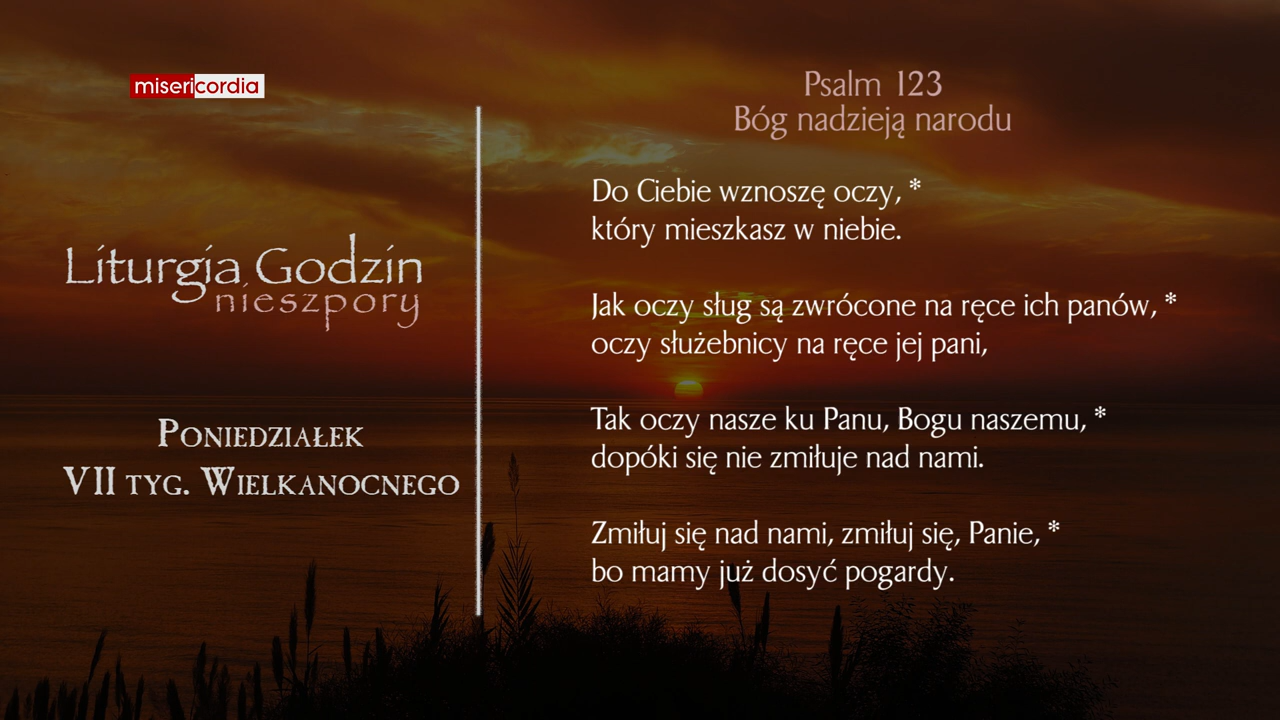 misericordia
Liturgia Godzin
nieszpory
Poniedziałek
VII tyg. Wielkanocnego
Psalm 123
Bóg nadzieją narodu
Do Ciebie wznoszę oczy, *
który mieszkasz w niebie.
Jak oczy sług są zwrócone na ręce ich panów, *
oczy służebnicy na ręce jej pani,
Tak oczy nasze ku Panu, Bogu naszemu, *
dopóki się nie zmiłuje nad nami.
Zmiłuj się nad nami, zmiłuj się, Panie, *
bo mamy już dosyć pogardy.